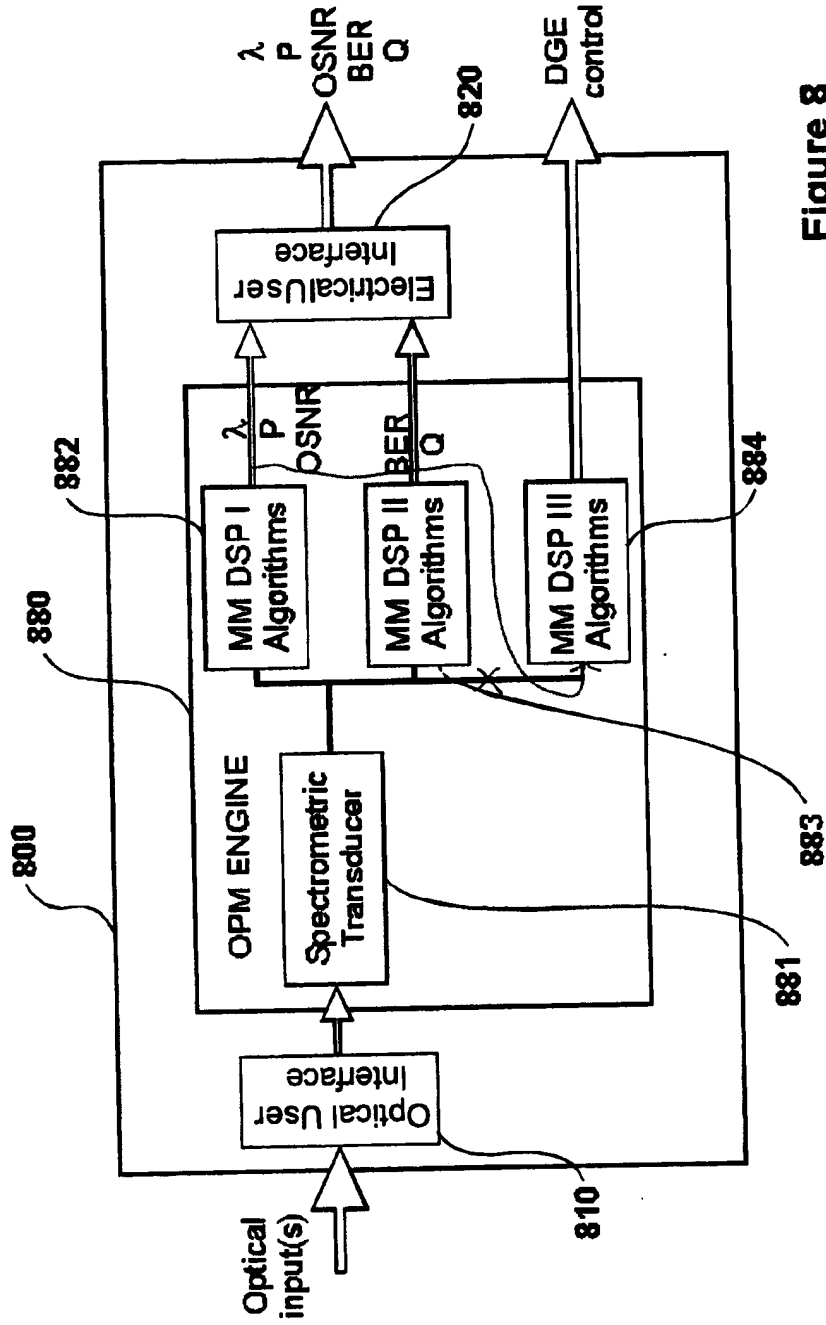 800
880
882
OPM ENGINE
Optical
input(s)
Optical User
Interface
Spectrometric
Transducer
MM DSP I
Algorithms
MM DSP II
Algorithms
MM DSP III
Algorithms
λ
P
OSNR
BER
Q
Electrical User
Interface
λ
P
OSNR
BER
Q
DGE
control
820
810
881
883
884
Figure 8